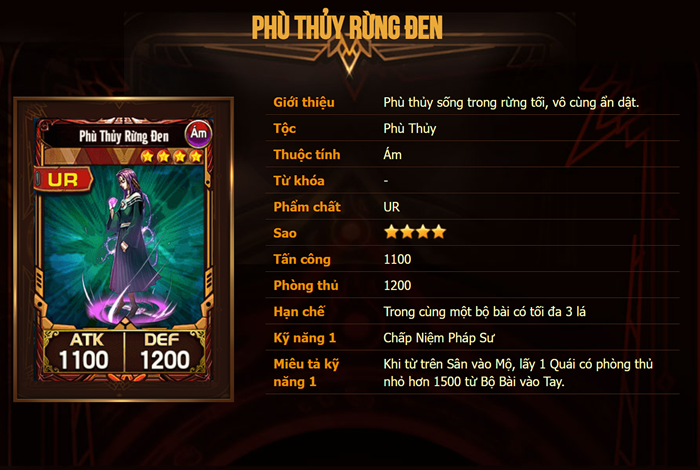 PHÙ THỦY RỪNG ĐEN
Phù Thủy Rừng Đen
Ám
UR
ATK
DEF
1100
1200
Giới thiệu Phù thủy sống trong rừng tối, vô cùng ẩn dật.
Tộc Phù Thủy
Thuộc tính Ám
Từ khóa -
Phẩm chất UR
Sao
Tấn công 1100
Phòng thủ 1200
Hạn chế Trong cùng một bộ bài có tối đa 3 lá
Kỹ năng 1 Chấp Niệm Pháp Sư
Miêu tả kỹ Khi từ trên Sân vào Mộ, lấy 1 Quái có phòng thủ
năng 1 nhỏ hơn 1500 từ Bộ Bài vào Tay.